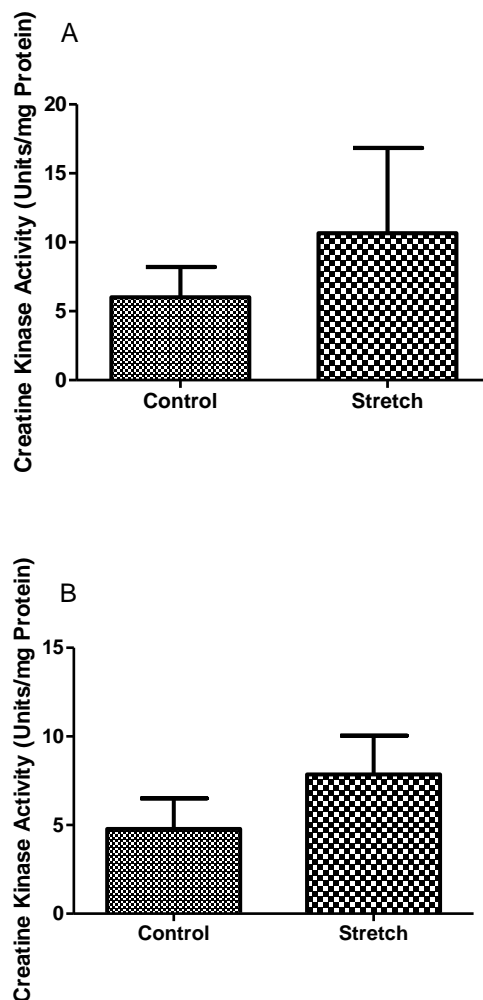 A
Creatine Kinase Activity (Units/mg Protein)
20
15
10
5
0
Control Stretch
B
Creatine Kinase Activity (Units/mg Protein)
15
10
5
0
Control Stretch